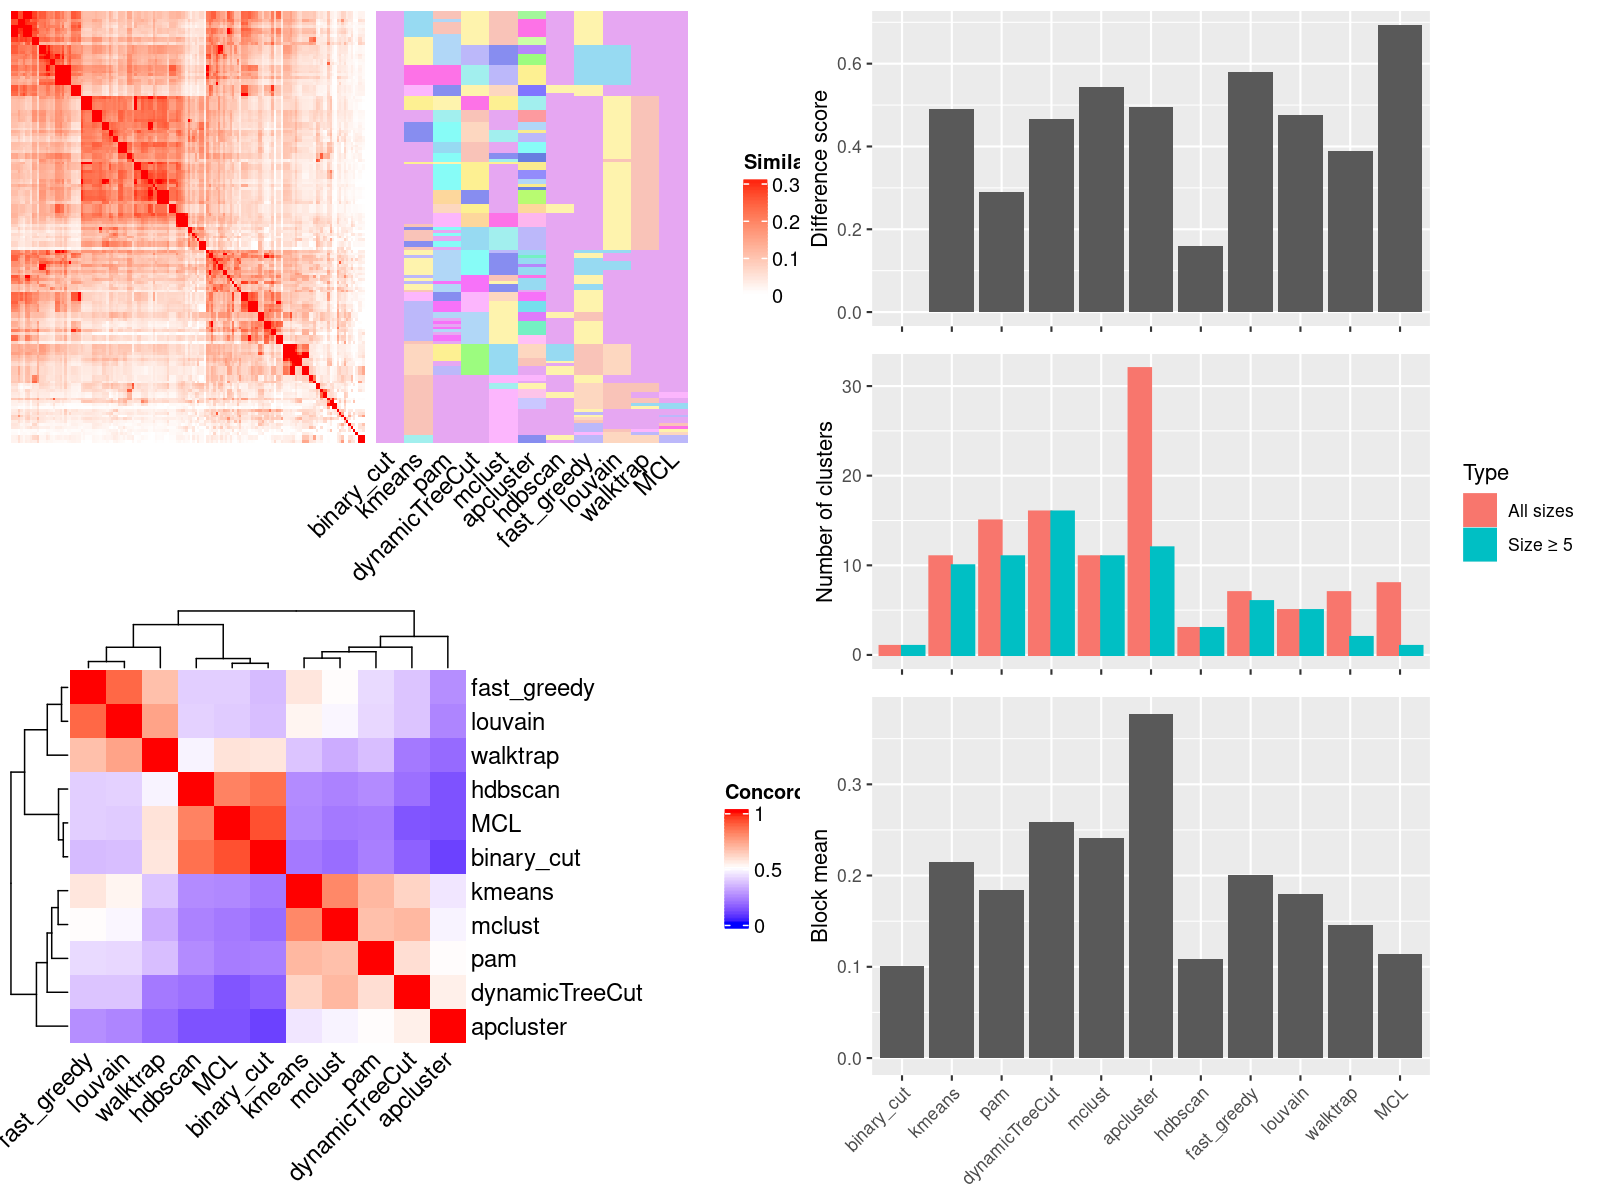 Simila
0.3
0.2
0.1
0
binary_cut
kmeans
pam
dynamicTreeCut
mclust
apcluster
hdbscan
fast_greedy
louvain
walktrap
MCL
fast_greedy
louvain
walktrap
hdbscan
MCL
binary_cut
kmeans
mclust
pam
dynamicTreeCut
apcluster
fast_greedy
louvain
walktrap
hdbscan
MCL
binary_cut
kmeans
mclust
pam
dynamicTreeCut
apcluster
Concord
1
0.5
0
Difference score
0.6
0.4
0.2
0.0
Number of clusters
30
20
10
0
Type
All sizes
Size ≥ 5
Block mean
0.3
0.2
0.1
0.0
binary_cut
kmeans
pam
dynamicTreeCut
mclust
apcluster
hdbscan
fast_greedy
louvain
walktrap
MCL